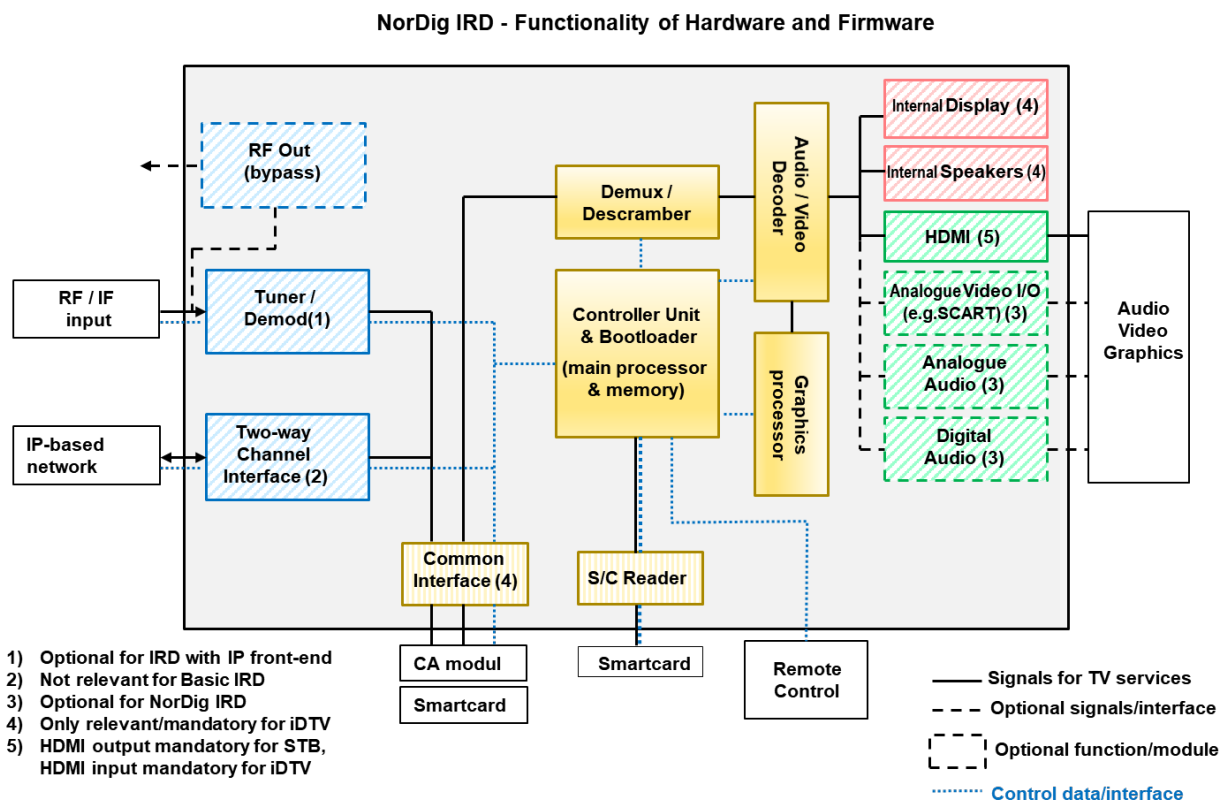 NorDig IRD - Functionality of Hardware and Firmware
RF Out
(bypass)
RF / IF
input
Tuner /
Demod(1)
IP-based
network
Two-way
Channel
Interface (2)
Common
Interface (4)
CA modul
Smartcard
Demux /
Descramber
Controller Unit
& Bootloader
(main processor
& memory)
S/C Reader
Smartcard
Remote
Control
Audio / Video
Decoder
Graphics
processor
Internal Display (4)
Internal Speakers (4)
HDMI (5)
Analogue Video I/O
(e.g.SCART) (3)
Analogue
Audio (3)
Digital
Audio (3)
Audio
Video
Graphics
1) Optional for IRD with IP front-end
2) Not relevant for Basic IRD
3) Optional for NorDig IRD
4) Only relevant/mandatory for iDTV
5) HDMI output mandatory for STB,
HDMI input mandatory for iDTV
Signals for TV services
Optional signals/interface
Optional function/module
Control data/interface